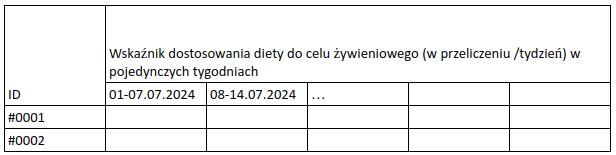 Wskaźnik dostosowania diety do celu żywieniowego (w przeliczeniu /tydzień) w
pojedynczych tygodniach
ID
01-07.07.2024 08-14.07.2024 ...
#0001
#0002